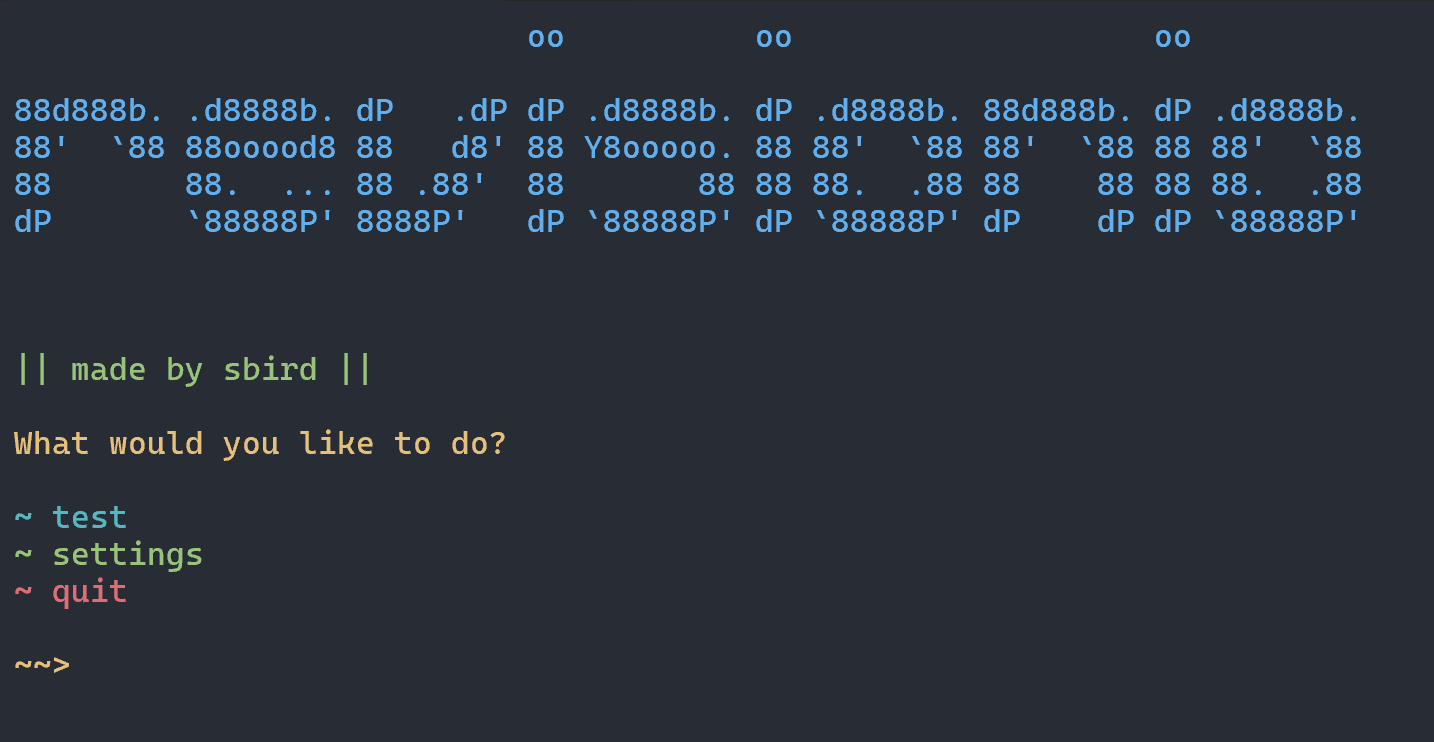 oo          oo                   oo

88d888b. .d8888b. dP   .dP dP .d8888b. dP .d8888b. 88d888b. dP .d8888b.
88'  `88 88ooood8 88   d8' 88 Y8ooooo. 88 88'  `88 88'  `88 88 88'  `88
88       88.  ... 88 .88'  88       88 88 88.  .88 88    88 88 88.  .88
dP       `88888P' 8888P'   dP `88888P' dP `88888P' dP    dP dP `88888P'

|| made by sbird ||
What would you like to do?
~ test
~ settings
~ quit
~~>